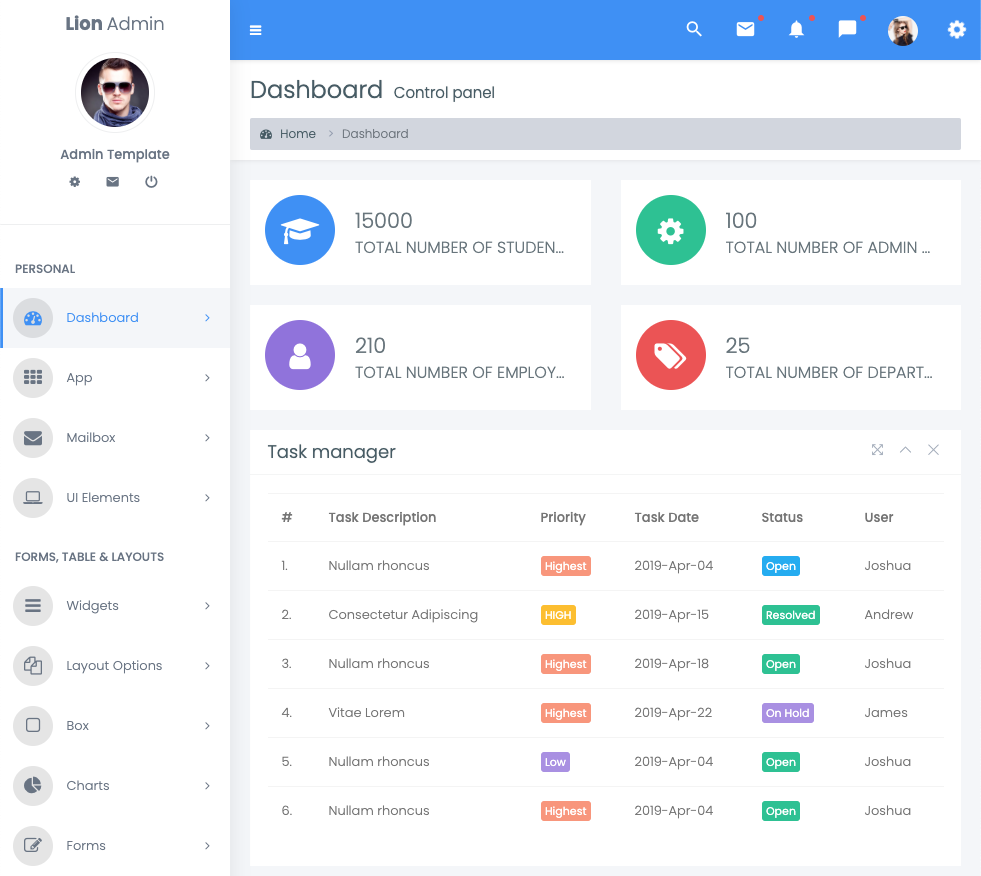 Lion Admin
Admin Template
PERSONAL
Dashboard
App
Mailbox
UI Elements
FORMS, TABLE & LAYOUTS
Widgets
Layout Options
Box
Charts
Forms
Dashboard Control panel
Home > Dashboard
15000
TOTAL NUMBER OF STUDEN...
100
TOTAL NUMBER OF ADMIN ...
210
TOTAL NUMBER OF EMPLOY...
25
TOTAL NUMBER OF DEPART...
Task manager
# Task Description Priority Task Date Status User
1. Nullam rhoncus Highest 2019-Apr-04 Open Joshua
2. Consectetur Adipiscing HIGH 2019-Apr-15 Resolved Andrew
3. Nullam rhoncus Highest 2019-Apr-18 Open Joshua
4. Vitae Lorem Highest 2019-Apr-22 On Hold James
5. Nullam rhoncus Low 2019-Apr-04 Open Joshua
6. Nullam rhoncus Highest 2019-Apr-04 Open Joshua